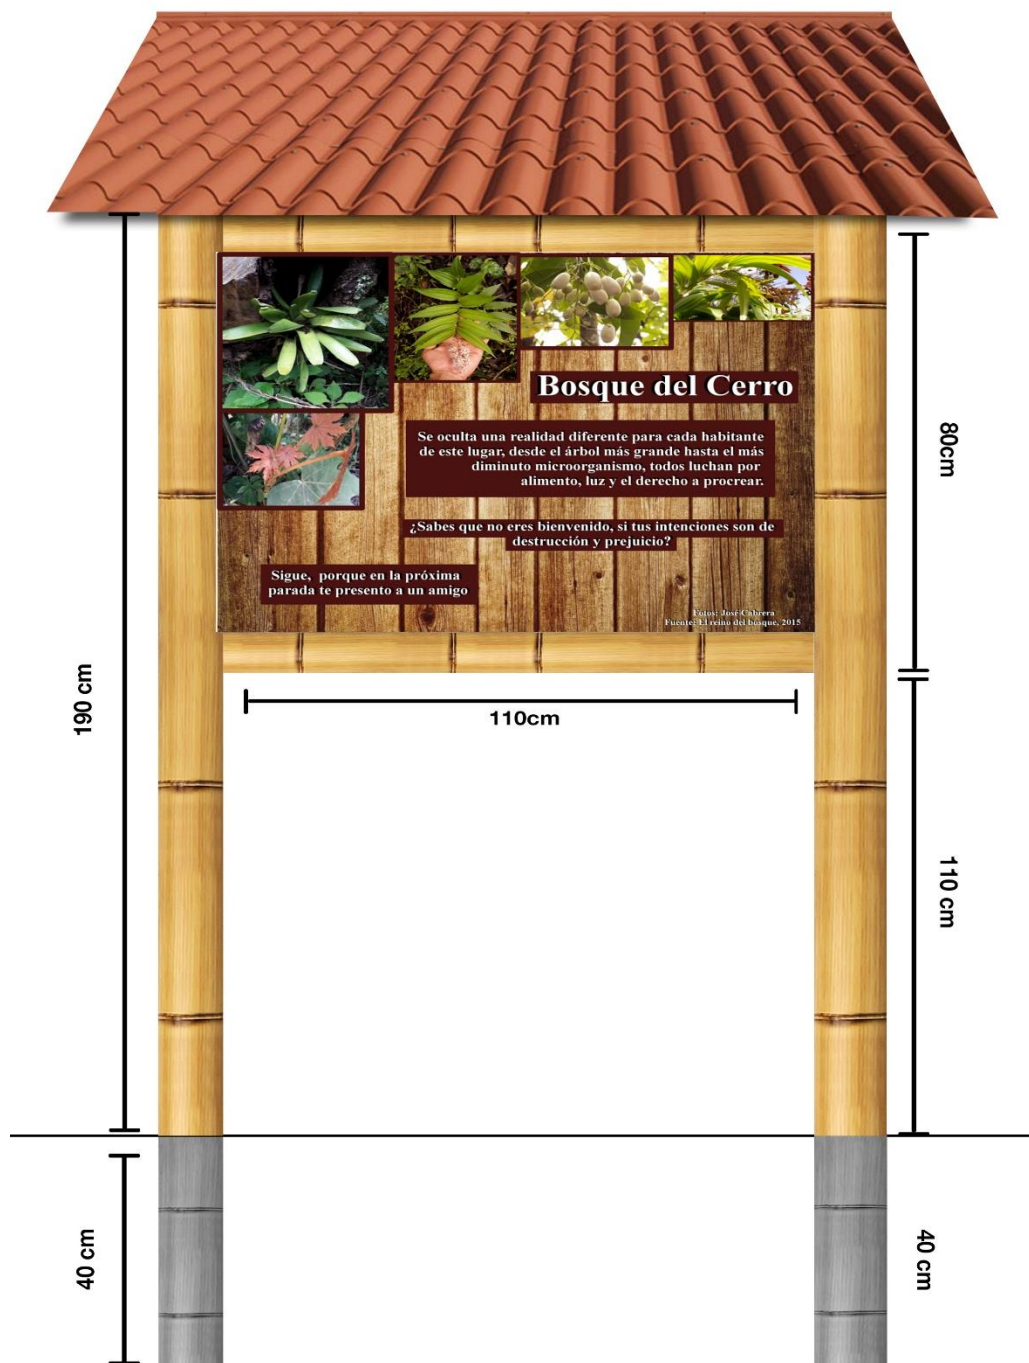 Bosque del Cerro
Se oculta una realidad diferente para cada habitante
de este lugar, desde el árbol más grande hasta el más
diminuto microorganismo, todos luchan por
alimento, luz y el derecho a procrear.
¿Sabes que no eres bienvenido, si tus intenciones son de
destrucción y prejuicio?
Sigue, porque en la próxima
parada te presento a un amigo
Fotos: José Cabrera
Fuente: El reino del bosque, 2015
80cm
190 cm
110cm
110 cm
40 cm
40 cm